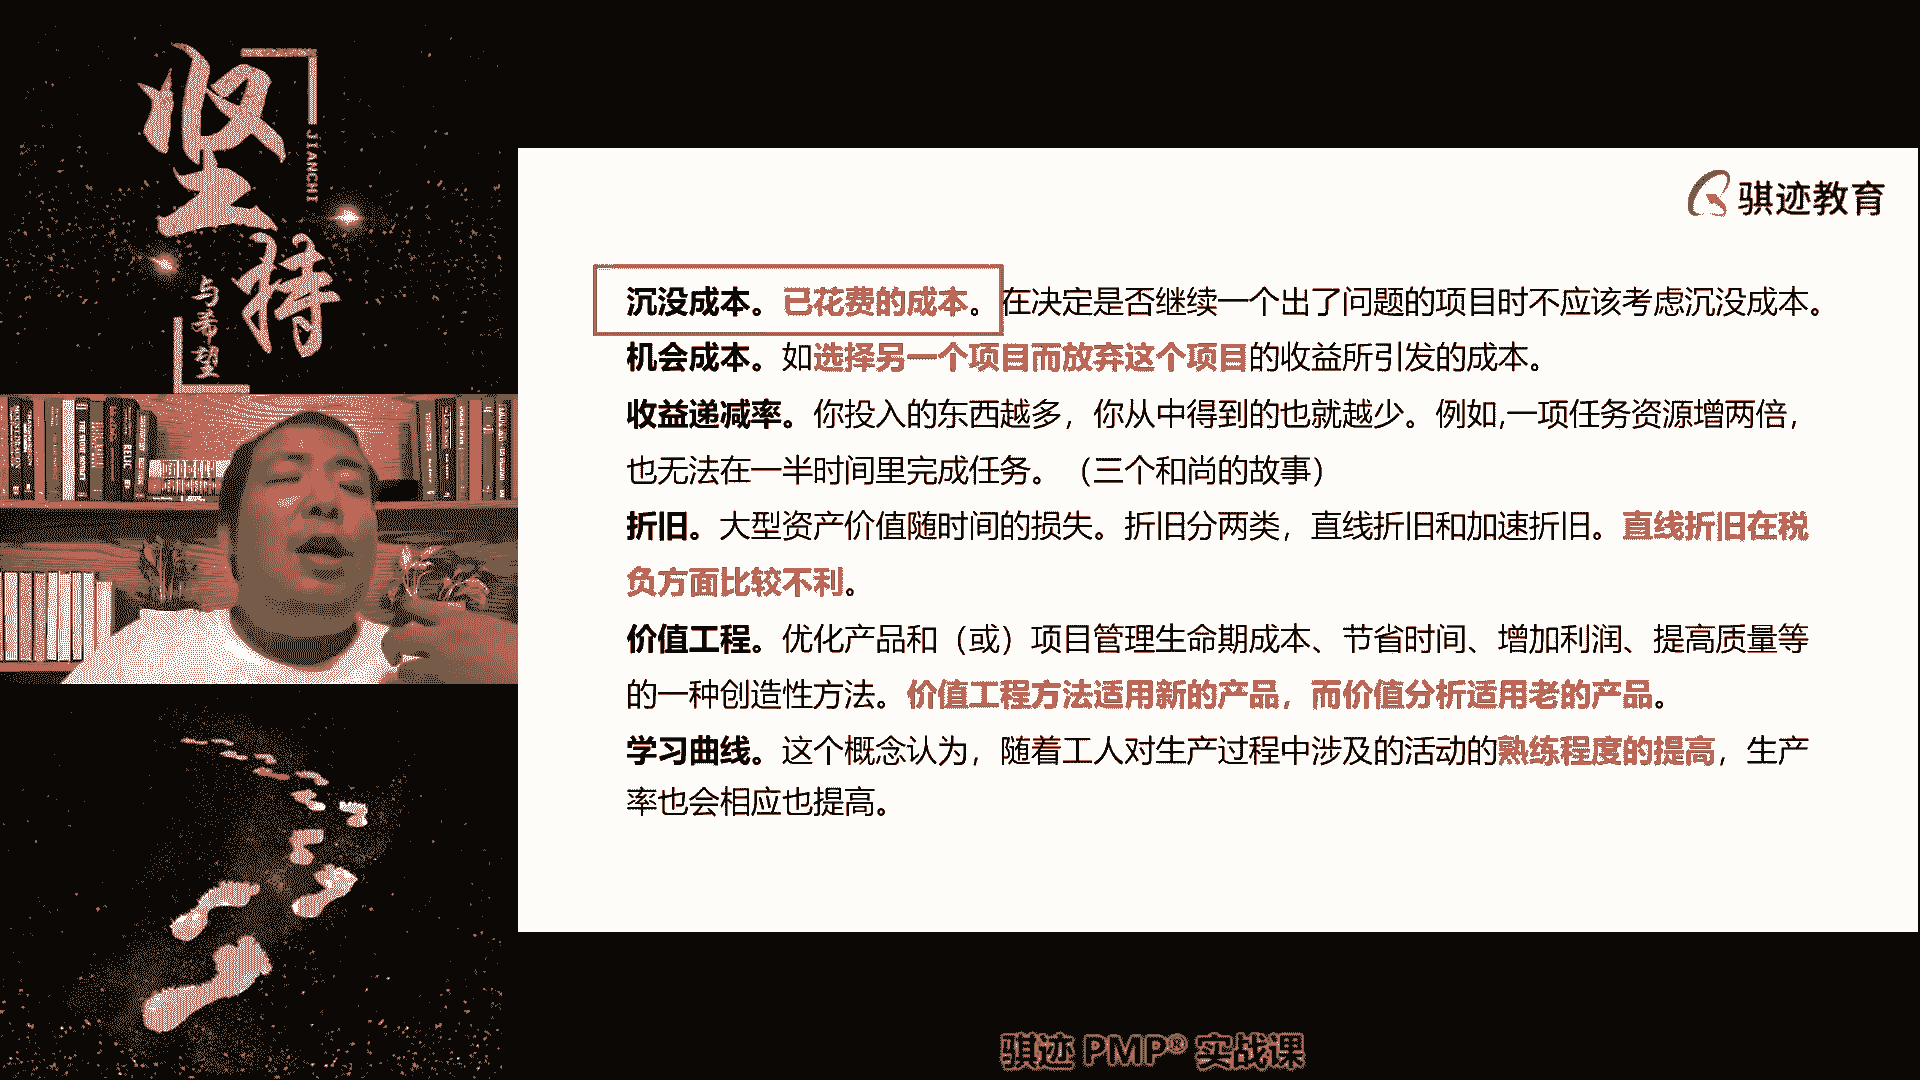 坚持
JIANCHI
与希望
骐迹教育
沉没成本。已花费的成本。在决定是否继续一个出了问题的项目时不应该考虑沉没成本。
机会成本。如选择另一个项目而放弃这个项目的收益所引发的成本。
收益递减率。你投入的东西越多，你从中得到的也就越少。例如,一项任务资源增两倍，
也无法在一半时间里完成任务。（三个和尚的故事）
折旧。大型资产价值随时间的损失。折旧分两类，直线折旧和加速折旧。直线折旧在税
负方面比较不利。
价值工程。优化产品和（或）项目管理生命期成本、节省时间、增加利润、提高质量等
的一种创造性方法。价值工程方法适用新的产品，而价值分析适用老的产品。
学习曲线。这个概念认为，随着工人对生产过程中涉及的活动的熟练程度的提高，生产
率也会相应也提高。
骐迹 PMP® 实战课